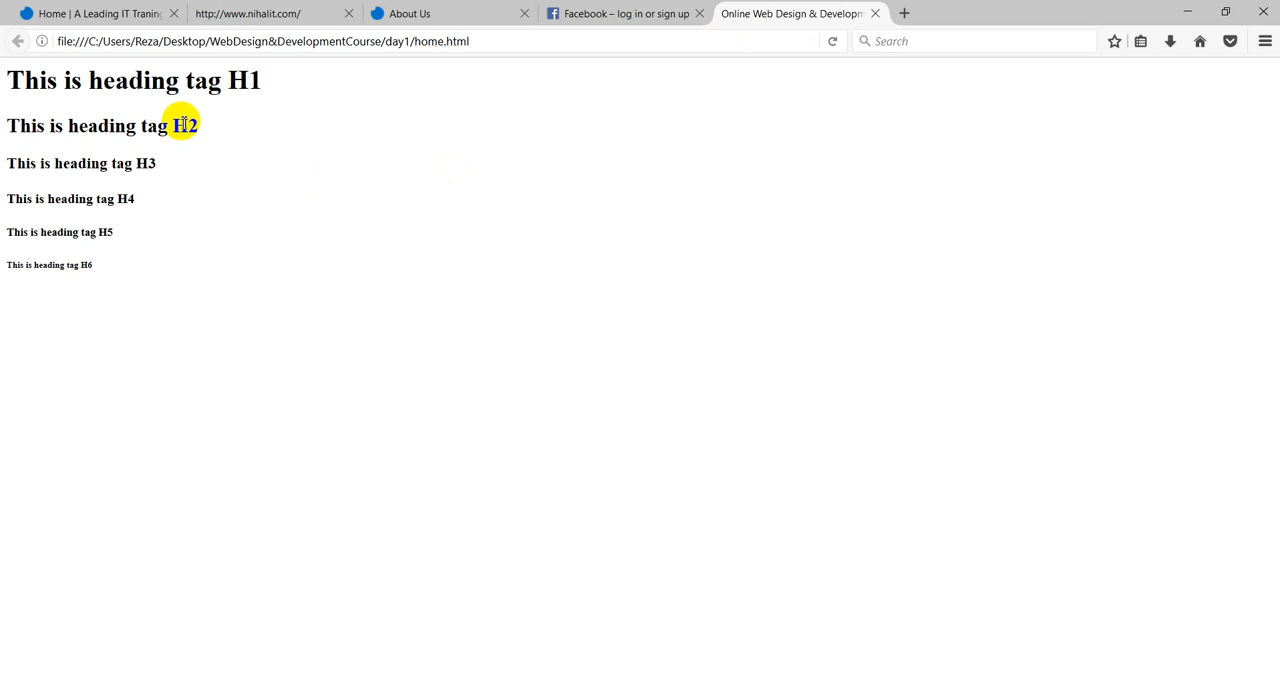 Home | A Leading IT Traning
http://www.nihalit.com/
About Us
Facebook – log in or sign up
Online Web Design & Developm
file:///C:/Users/Reza/Desktop/WebDesign&DevelopmentCourse/day1/home.html
Search
This is heading tag H1
This is heading tag H2
This is heading tag H3
This is heading tag H4
This is heading tag H5
This is heading tag H6